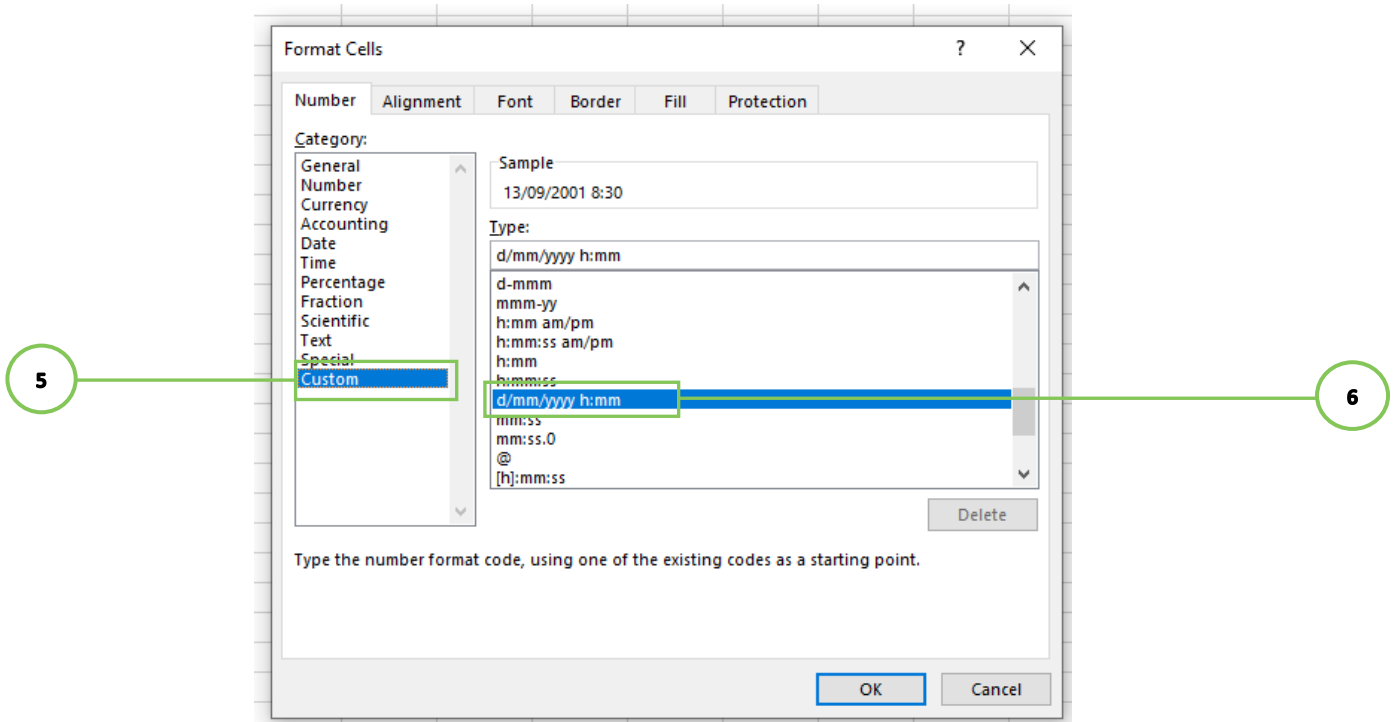 Format Cells ? ×
Number Alignment Font Border Fill Protection
Category:
General
Number
Currency
Accounting
Date
Time
Percentage
Fraction
Scientific
Text
Special
Custom
Sample
13/09/2001 8:30
Type:
d/mm/yyyy h:mm
d-mmm
mmm-yy
h:mm am/pm
h:mm:ss am/pm
h:mm
h:mm:ss
d/mm/yyyy h:mm
mm:ss
mm:ss.0
@
[h]:mm:ss
5
6
Delete
Type the number format code, using one of the existing codes as a starting point.
OK Cancel